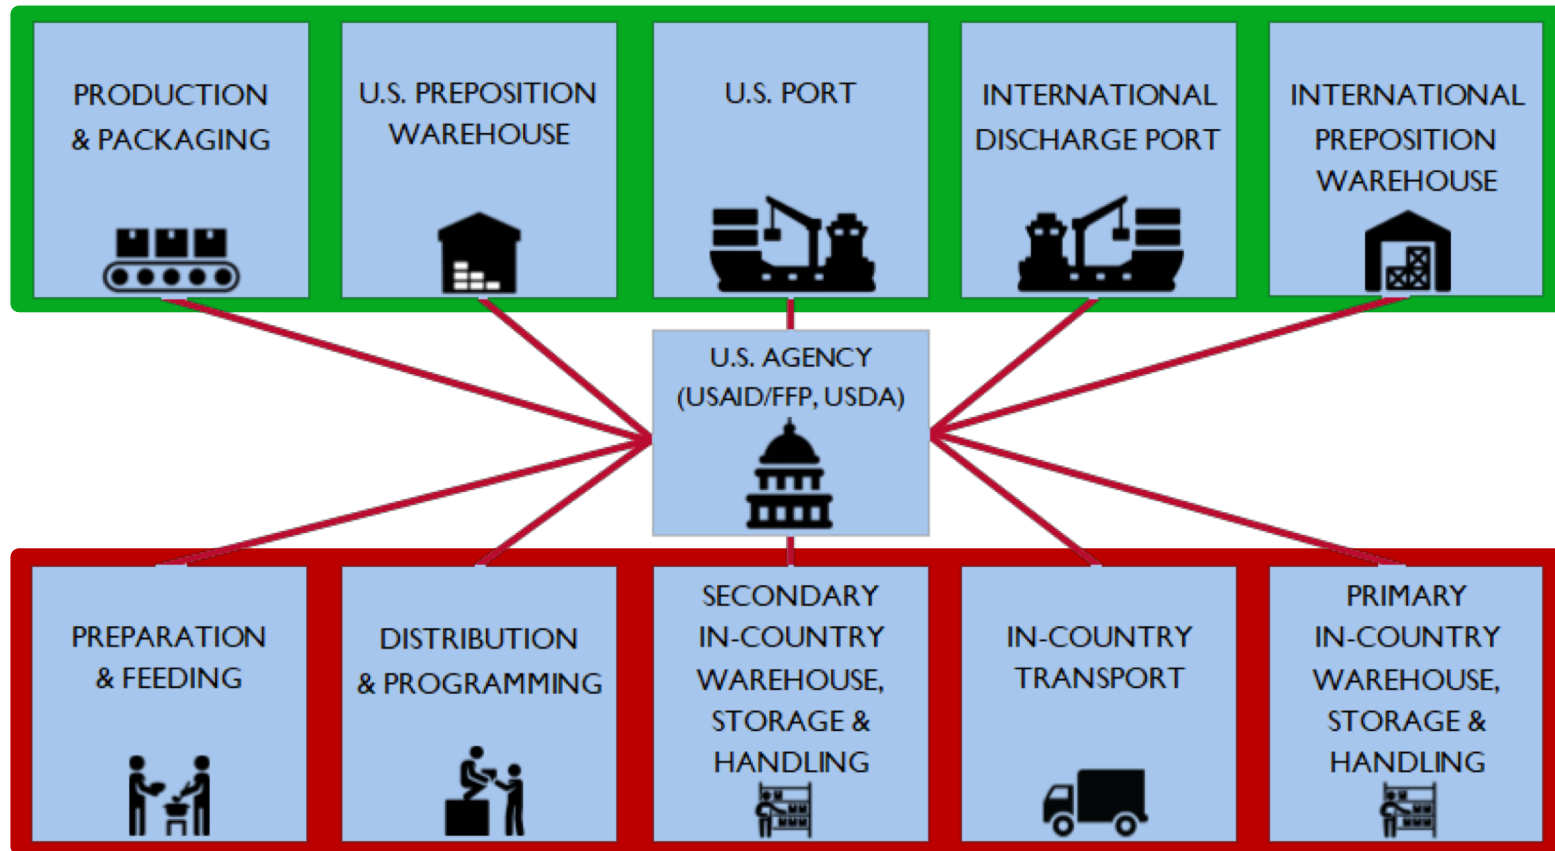 PRODUCTION
& PACKAGING
U.S. PREPOSITION
WAREHOUSE
U.S. PORT
INTERNATIONAL
DISCHARGE PORT
INTERNATIONAL
PREPOSITION
WAREHOUSE
U.S. AGENCY
(USAID/FFP, USDA)
PREPARATION
& FEEDING
DISTRIBUTION
& PROGRAMMING
SECONDARY
IN-COUNTRY
WAREHOUSE,
STORAGE &
HANDLING
IN-COUNTRY
TRANSPORT
PRIMARY
IN-COUNTRY
WAREHOUSE,
STORAGE &
HANDLING